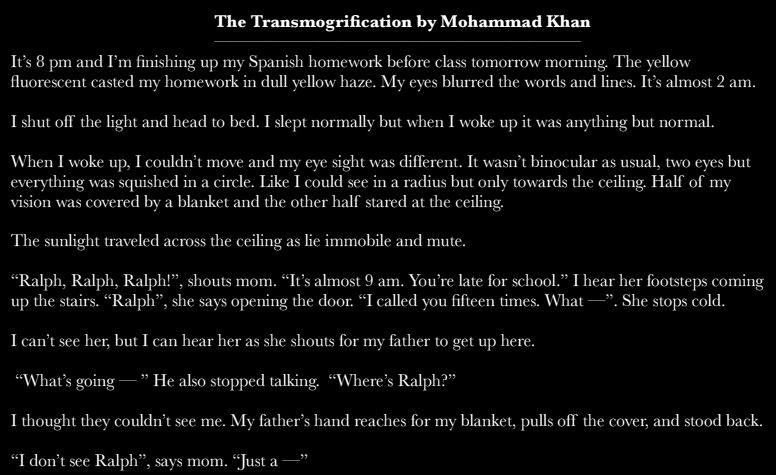 The Transmogrification by Mohammad Khan
It’s 8 pm and I’m finishing up my Spanish homework before class tomorrow morning. The yellow
fluorescent casted my homework in dull yellow haze. My eyes blurred the words and lines. It’s almost 2 am.
I shut off the light and head to bed. I slept normally but when I woke up it was anything but normal.
When I woke up, I couldn’t move and my eye sight was different. It wasn’t binocular as usual, two eyes but
everything was squished in a circle. Like I could see in a radius but only towards the ceiling. Half of my
vision was covered by a blanket and the other half stared at the ceiling.
The sunlight traveled across the ceiling as lie immobile and mute.
“Ralph, Ralph, Ralph!”, shouts mom. “It’s almost 9 am. You’re late for school.” I hear her footsteps coming
up the stairs. “Ralph”, she says opening the door. “I called you fifteen times. What —”. She stops cold.
I can’t see her, but I can hear her as she shouts for my father to get up here.
“What’s going — ” He also stopped talking. “Where’s Ralph?”
I thought they couldn’t see me. My father’s hand reaches for my blanket, pulls off the cover, and stood back.
“I don’t see Ralph”, says mom. “Just a —”